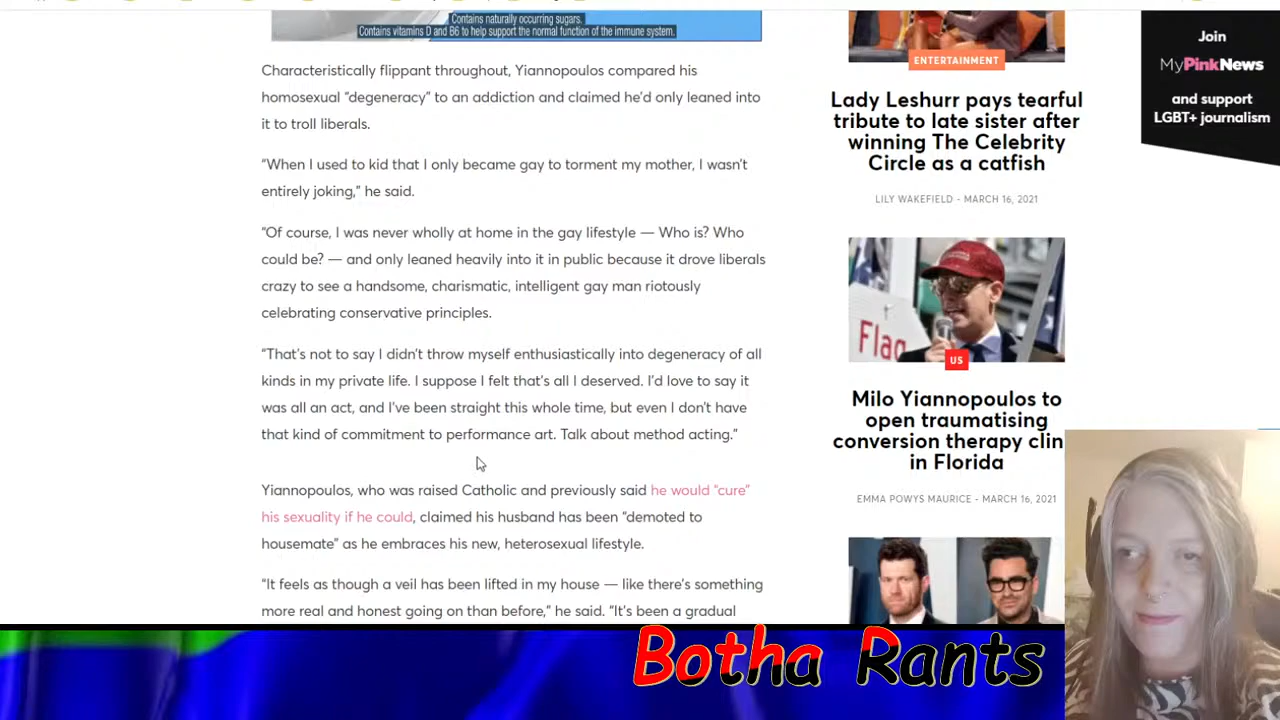 Contains naturally occurring sugars.
Contains vitamins D and B6 to help support the normal function of the immune system.
Characteristically flippant throughout, Yiannopoulos compared his
homosexual “degeneracy” to an addiction and claimed he’d only leaned into
it to troll liberals.
“When I used to kid that I only became gay to torment my mother, I wasn’t
entirely joking,” he said.
“Of course, I was never wholly at home in the gay lifestyle — Who is? Who
could be? — and only leaned heavily into it in public because it drove liberals
crazy to see a handsome, charismatic, intelligent gay man riotously
celebrating conservative principles.
“That’s not to say I didn’t throw myself enthusiastically into degeneracy of all
kinds in my private life. I suppose I felt that’s all I deserved. I’d love to say it
was all an act, and I’ve been straight this whole time, but even I don’t have
that kind of commitment to performance art. Talk about method acting.”
Yiannopoulos, who was raised Catholic and previously said he would “cure”
his sexuality if he could, claimed his husband has been “demoted to
housemate” as he embraces his new, heterosexual lifestyle.
“It feels as though a veil has been lifted in my house — like there’s something
more real and honest going on than before,” he said. “It’s been a gradual
ENTERTAINMENT
Lady Leshurr pays tearful
tribute to late sister after
winning The Celebrity
Circle as a catfish
LILY WAKEFIELD - MARCH 16, 2021
Flag
US
Milo Yiannopoulos to
open traumatising
conversion therapy clin
in Florida
EMMA POWYS MAURICE - MARCH 16, 2021
Join
MyPinkNews
and support
LGBT+ journalism
Botha Rants